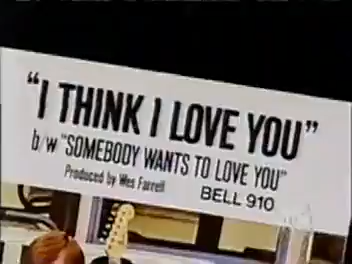 "I THINK I LOVE YOU"
b/w "SOMEBODY WANTS TO LOVE YOU"
Produced by Wes Farrell
BELL 910